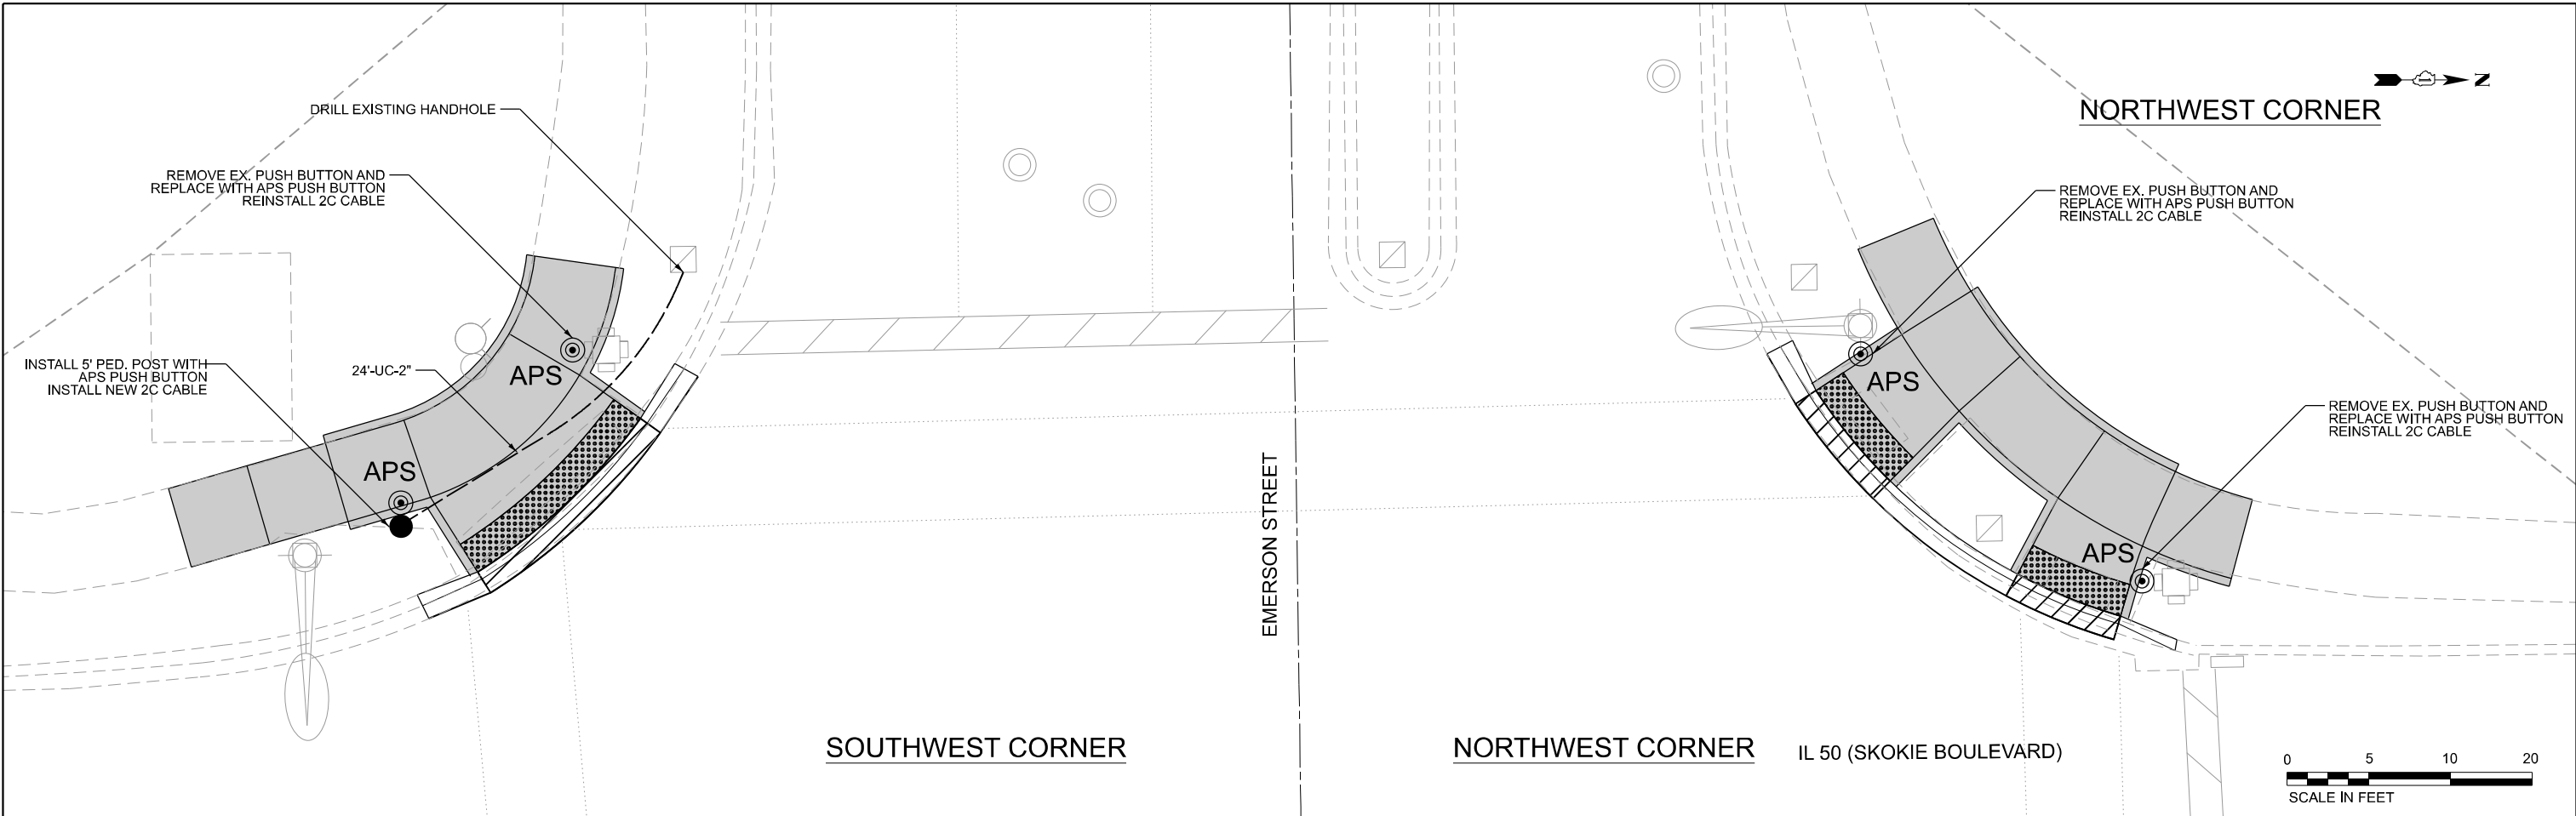 DRILL EXISTING HANDHOLE
REMOVE EX. PUSH BUTTON AND
REPLACE WITH APS PUSH BUTTON
REINSTALL 2C CABLE
INSTALL 5' PED. POST WITH
APS PUSH BUTTON
INSTALL NEW 2C CABLE
24'-UC-2"
APS
APS
SOUTHWEST CORNER
EMERSON STREET
N
NORTHWEST CORNER
REMOVE EX. PUSH BUTTON AND
REPLACE WITH APS PUSH BUTTON
REINSTALL 2C CABLE
APS
REMOVE EX. PUSH BUTTON AND
REPLACE WITH APS PUSH BUTTON
REINSTALL 2C CABLE
APS
NORTHWEST CORNER
IL 50 (SKOKIE BOULEVARD)
0 5 10 20
SCALE IN FEET